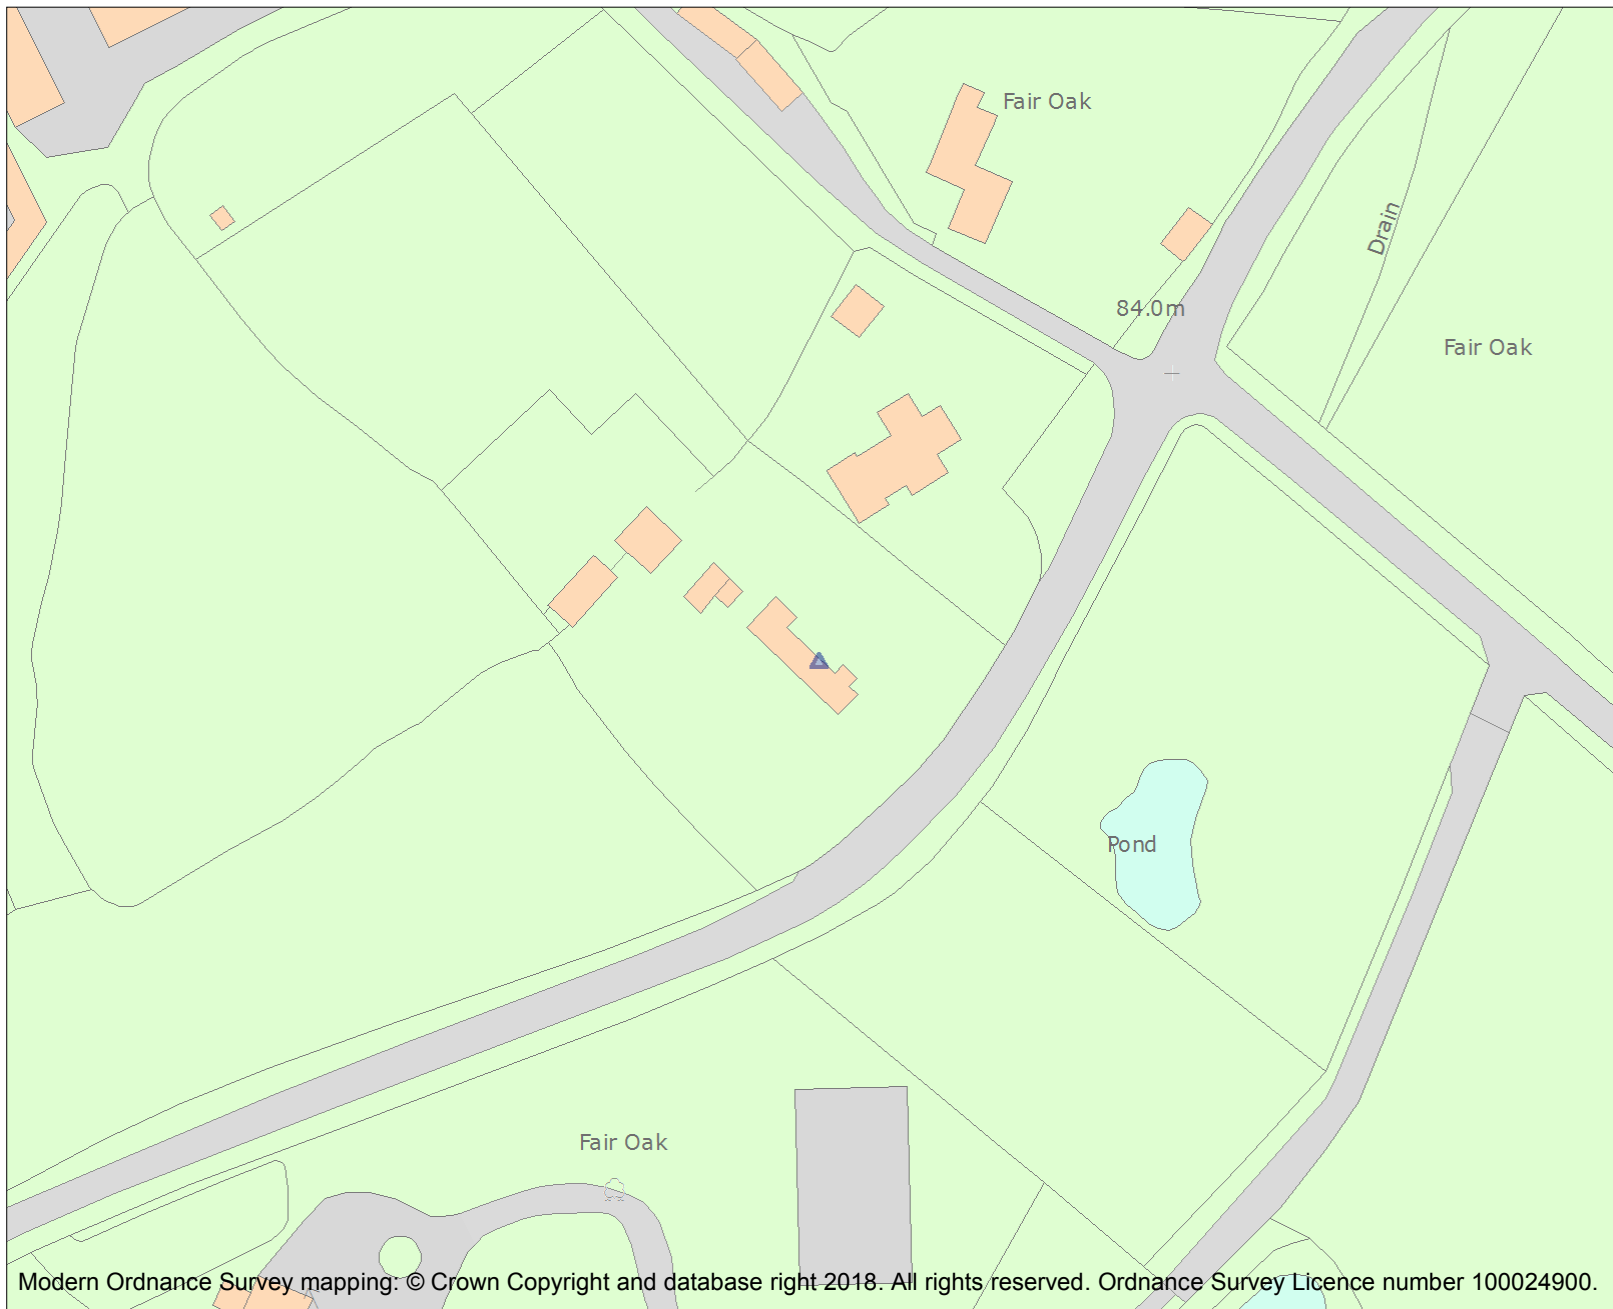 Fair Oak
Drain
84.0m
Fair Oak
Pond
Fair Oak
Modern Ordnance Survey mapping: © Crown Copyright and database right 2018. All rights reserved. Ordnance Survey Licence number 100024900.